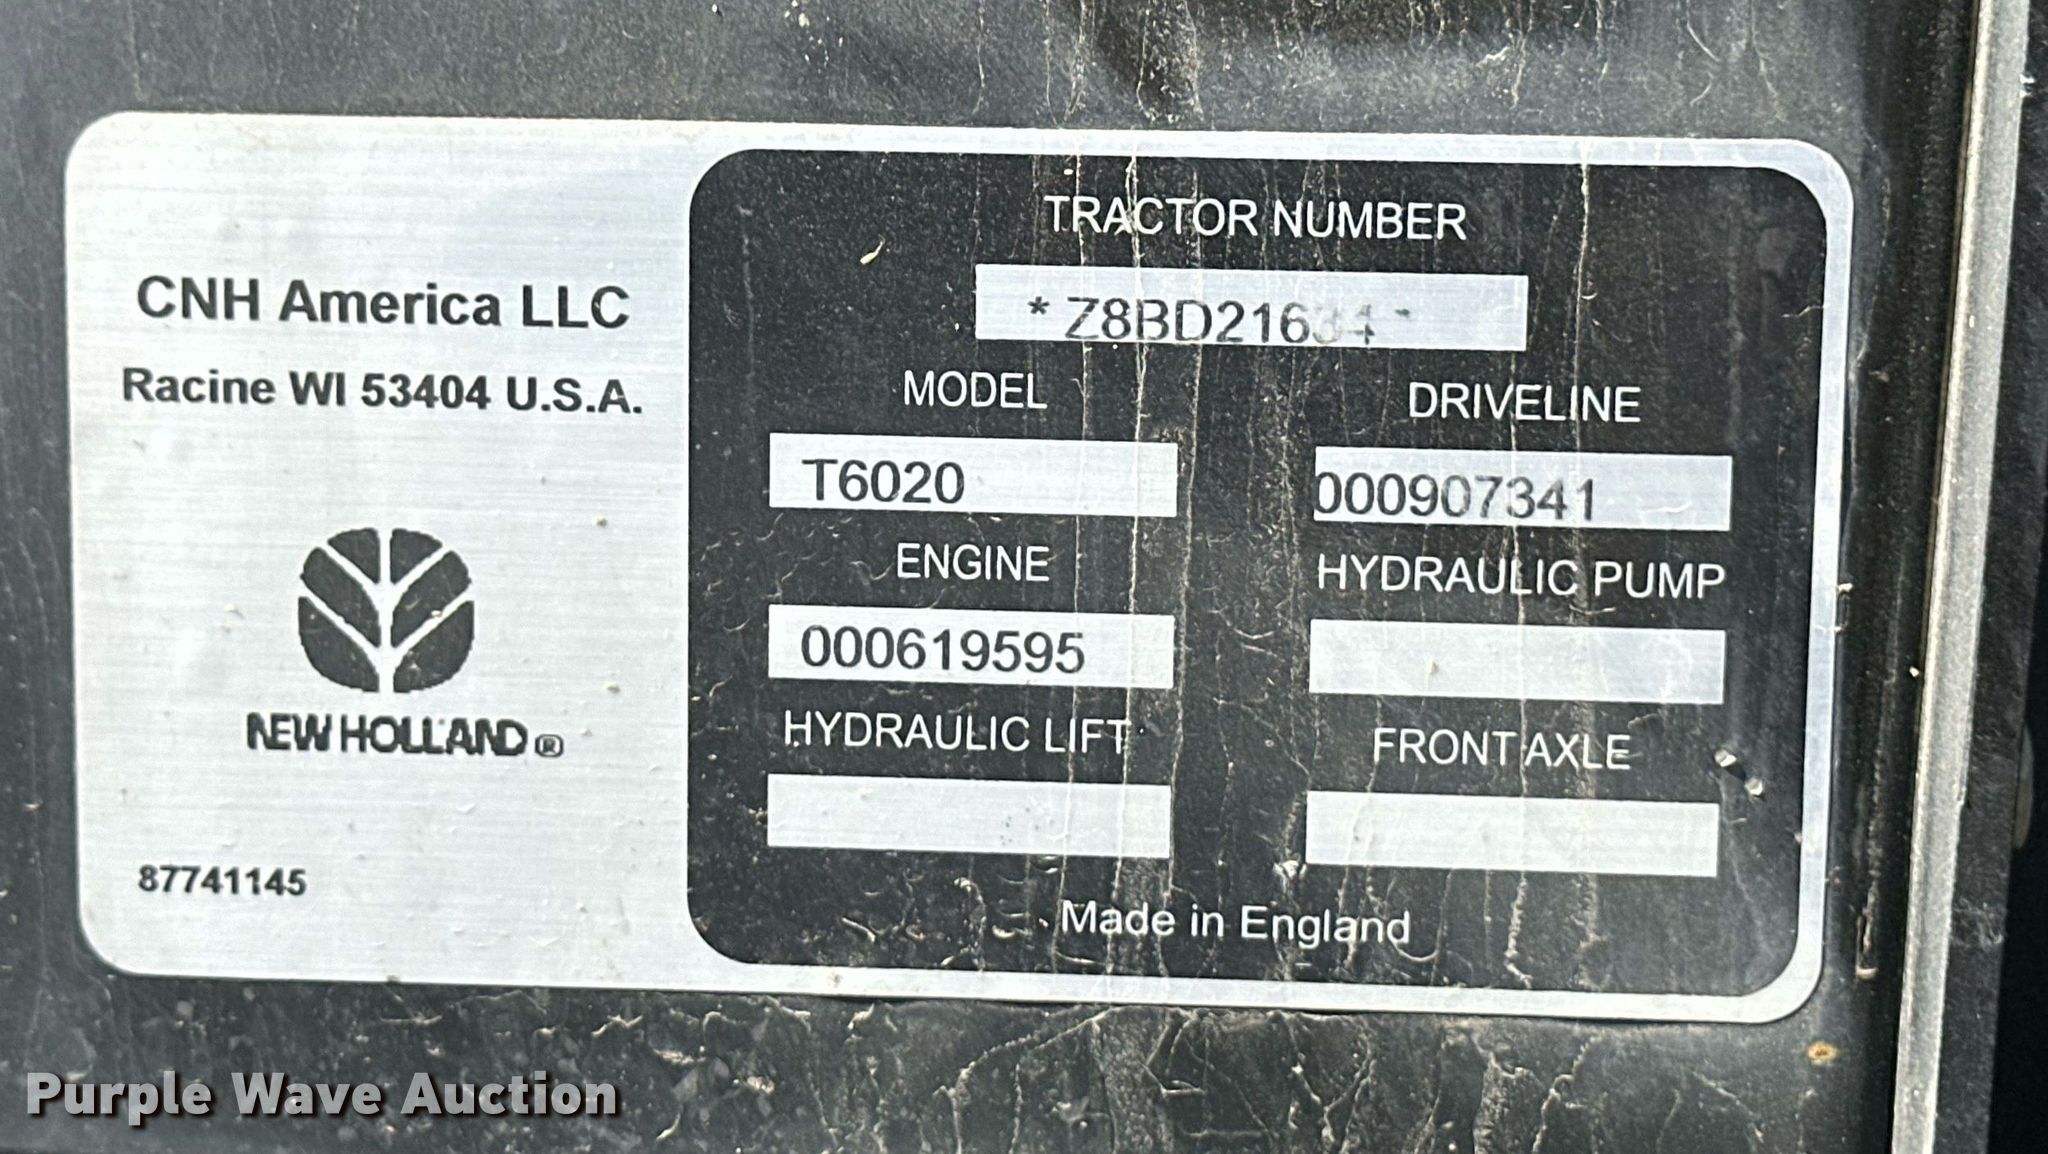 CNH America LLC
Racine WI 53404 U.S.A.
NEW HOLLAND®
87741145
TRACTOR NUMBER
*Z8BD21634*
MODEL
T6020
DRIVELINE
000907341
ENGINE
000619595
HYDRAULIC PUMP
HYDRAULIC LIFT
FRONT AXLE
Made in England
Purple Wave Auction